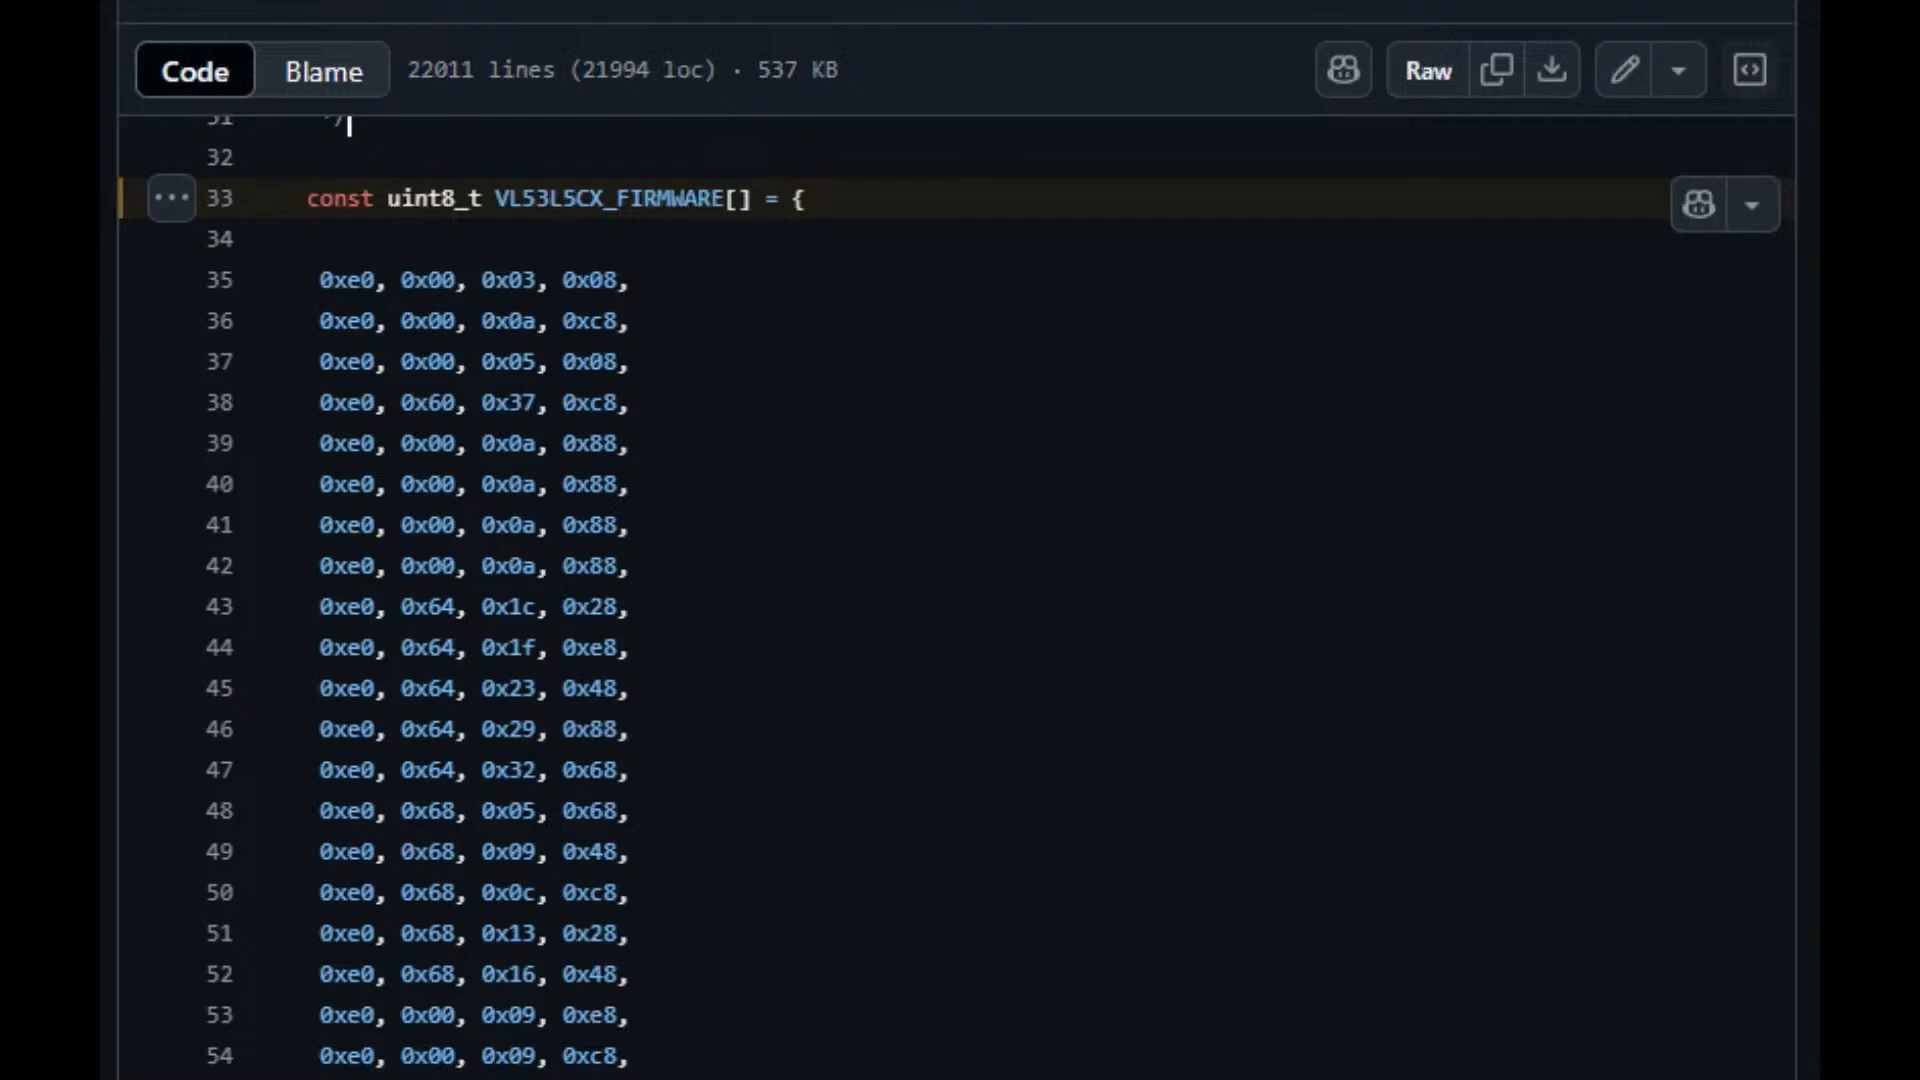 Code Blame 22011 lines (21994 loc) · 537 KB Raw
31 */
32
33 const uint8_t VL53L5CX_FIRMWARE[] = {
34
35 0xe0, 0x00, 0x03, 0x08,
36 0xe0, 0x00, 0x0a, 0xc8,
37 0xe0, 0x00, 0x05, 0x08,
38 0xe0, 0x60, 0x37, 0xc8,
39 0xe0, 0x00, 0x0a, 0x88,
40 0xe0, 0x00, 0x0a, 0x88,
41 0xe0, 0x00, 0x0a, 0x88,
42 0xe0, 0x00, 0x0a, 0x88,
43 0xe0, 0x64, 0x1c, 0x28,
44 0xe0, 0x64, 0x1f, 0xe8,
45 0xe0, 0x64, 0x23, 0x48,
46 0xe0, 0x64, 0x29, 0x88,
47 0xe0, 0x64, 0x32, 0x68,
48 0xe0, 0x68, 0x05, 0x68,
49 0xe0, 0x68, 0x09, 0x48,
50 0xe0, 0x68, 0x0c, 0xc8,
51 0xe0, 0x68, 0x13, 0x28,
52 0xe0, 0x68, 0x16, 0x48,
53 0xe0, 0x00, 0x09, 0xe8,
54 0xe0, 0x00, 0x09, 0xc8,